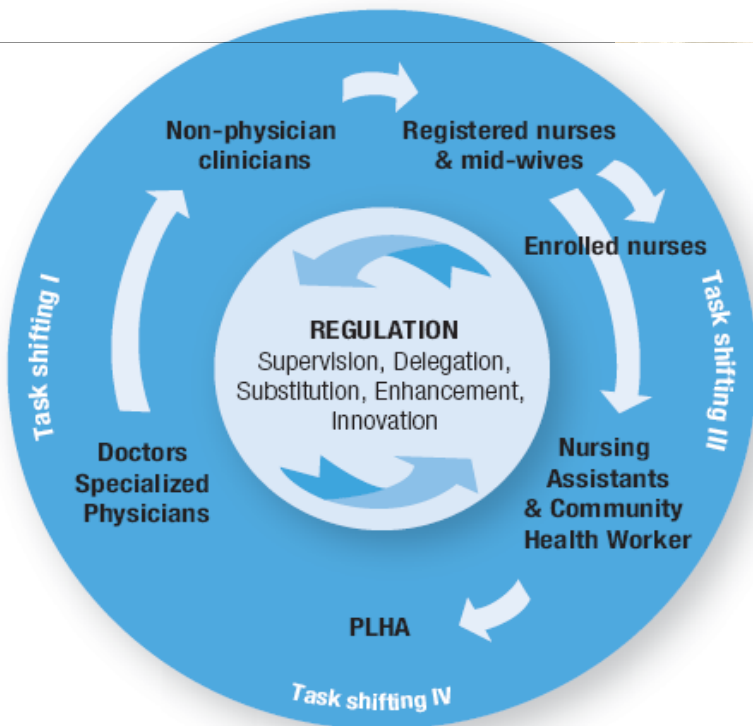 Non-physician
clinicians
Registered nurses
& mid-wives
Enrolled nurses
Task shifting I
Task shifting III
REGULATION
Supervision, Delegation,
Substitution, Enhancement,
Innovation
Doctors
Specialized
Physicians
Nursing
Assistants
& Community
Health Worker
PLHA
Task shifting IV